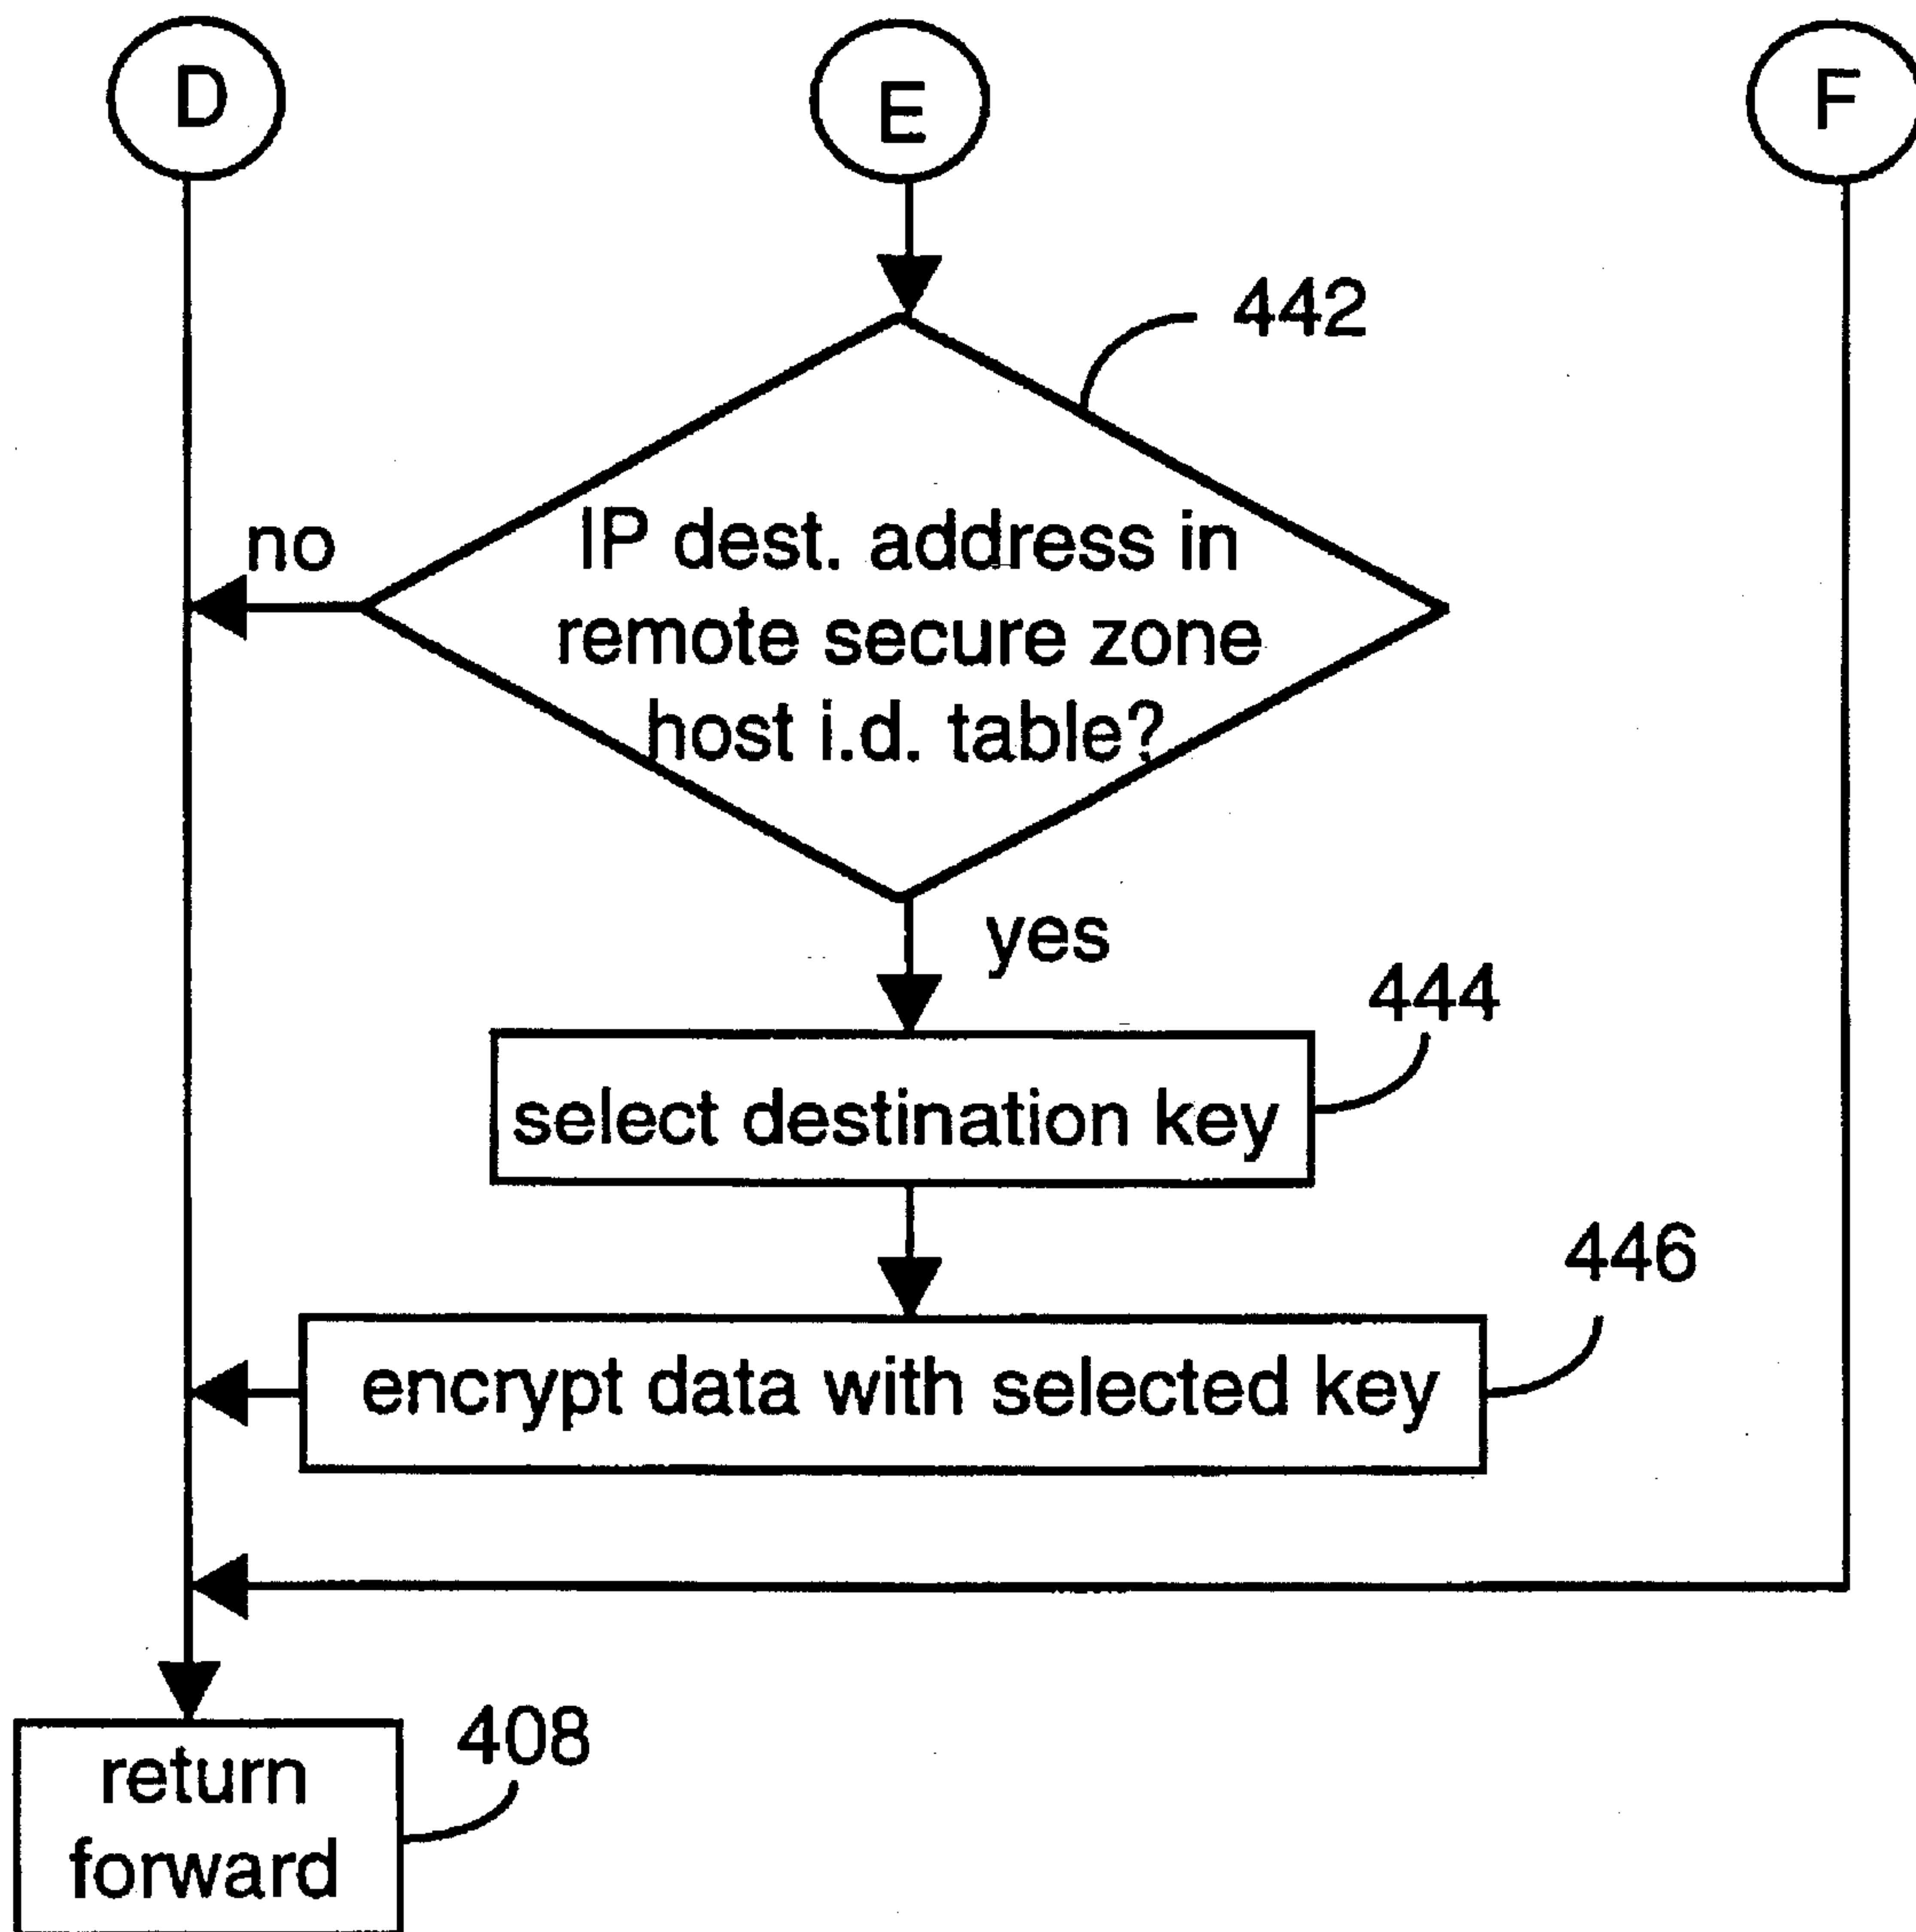 D
E
F
442
no
IP dest. address in
remote secure zone
host i.d. table?
yes
444
select destination key
446
encrypt data with selected key
408
return
forward